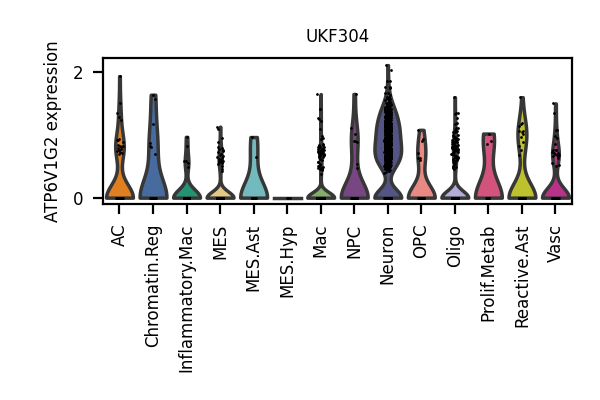 UKF304
ATP6V1G2 expression
2
0
AC
Chromatin.Reg
Inflammatory.Mac
MES
MES.Ast
MES.Hyp
Mac
NPC
Neuron
OPC
Oligo
Prolif.Metab
Reactive.Ast
Vasc